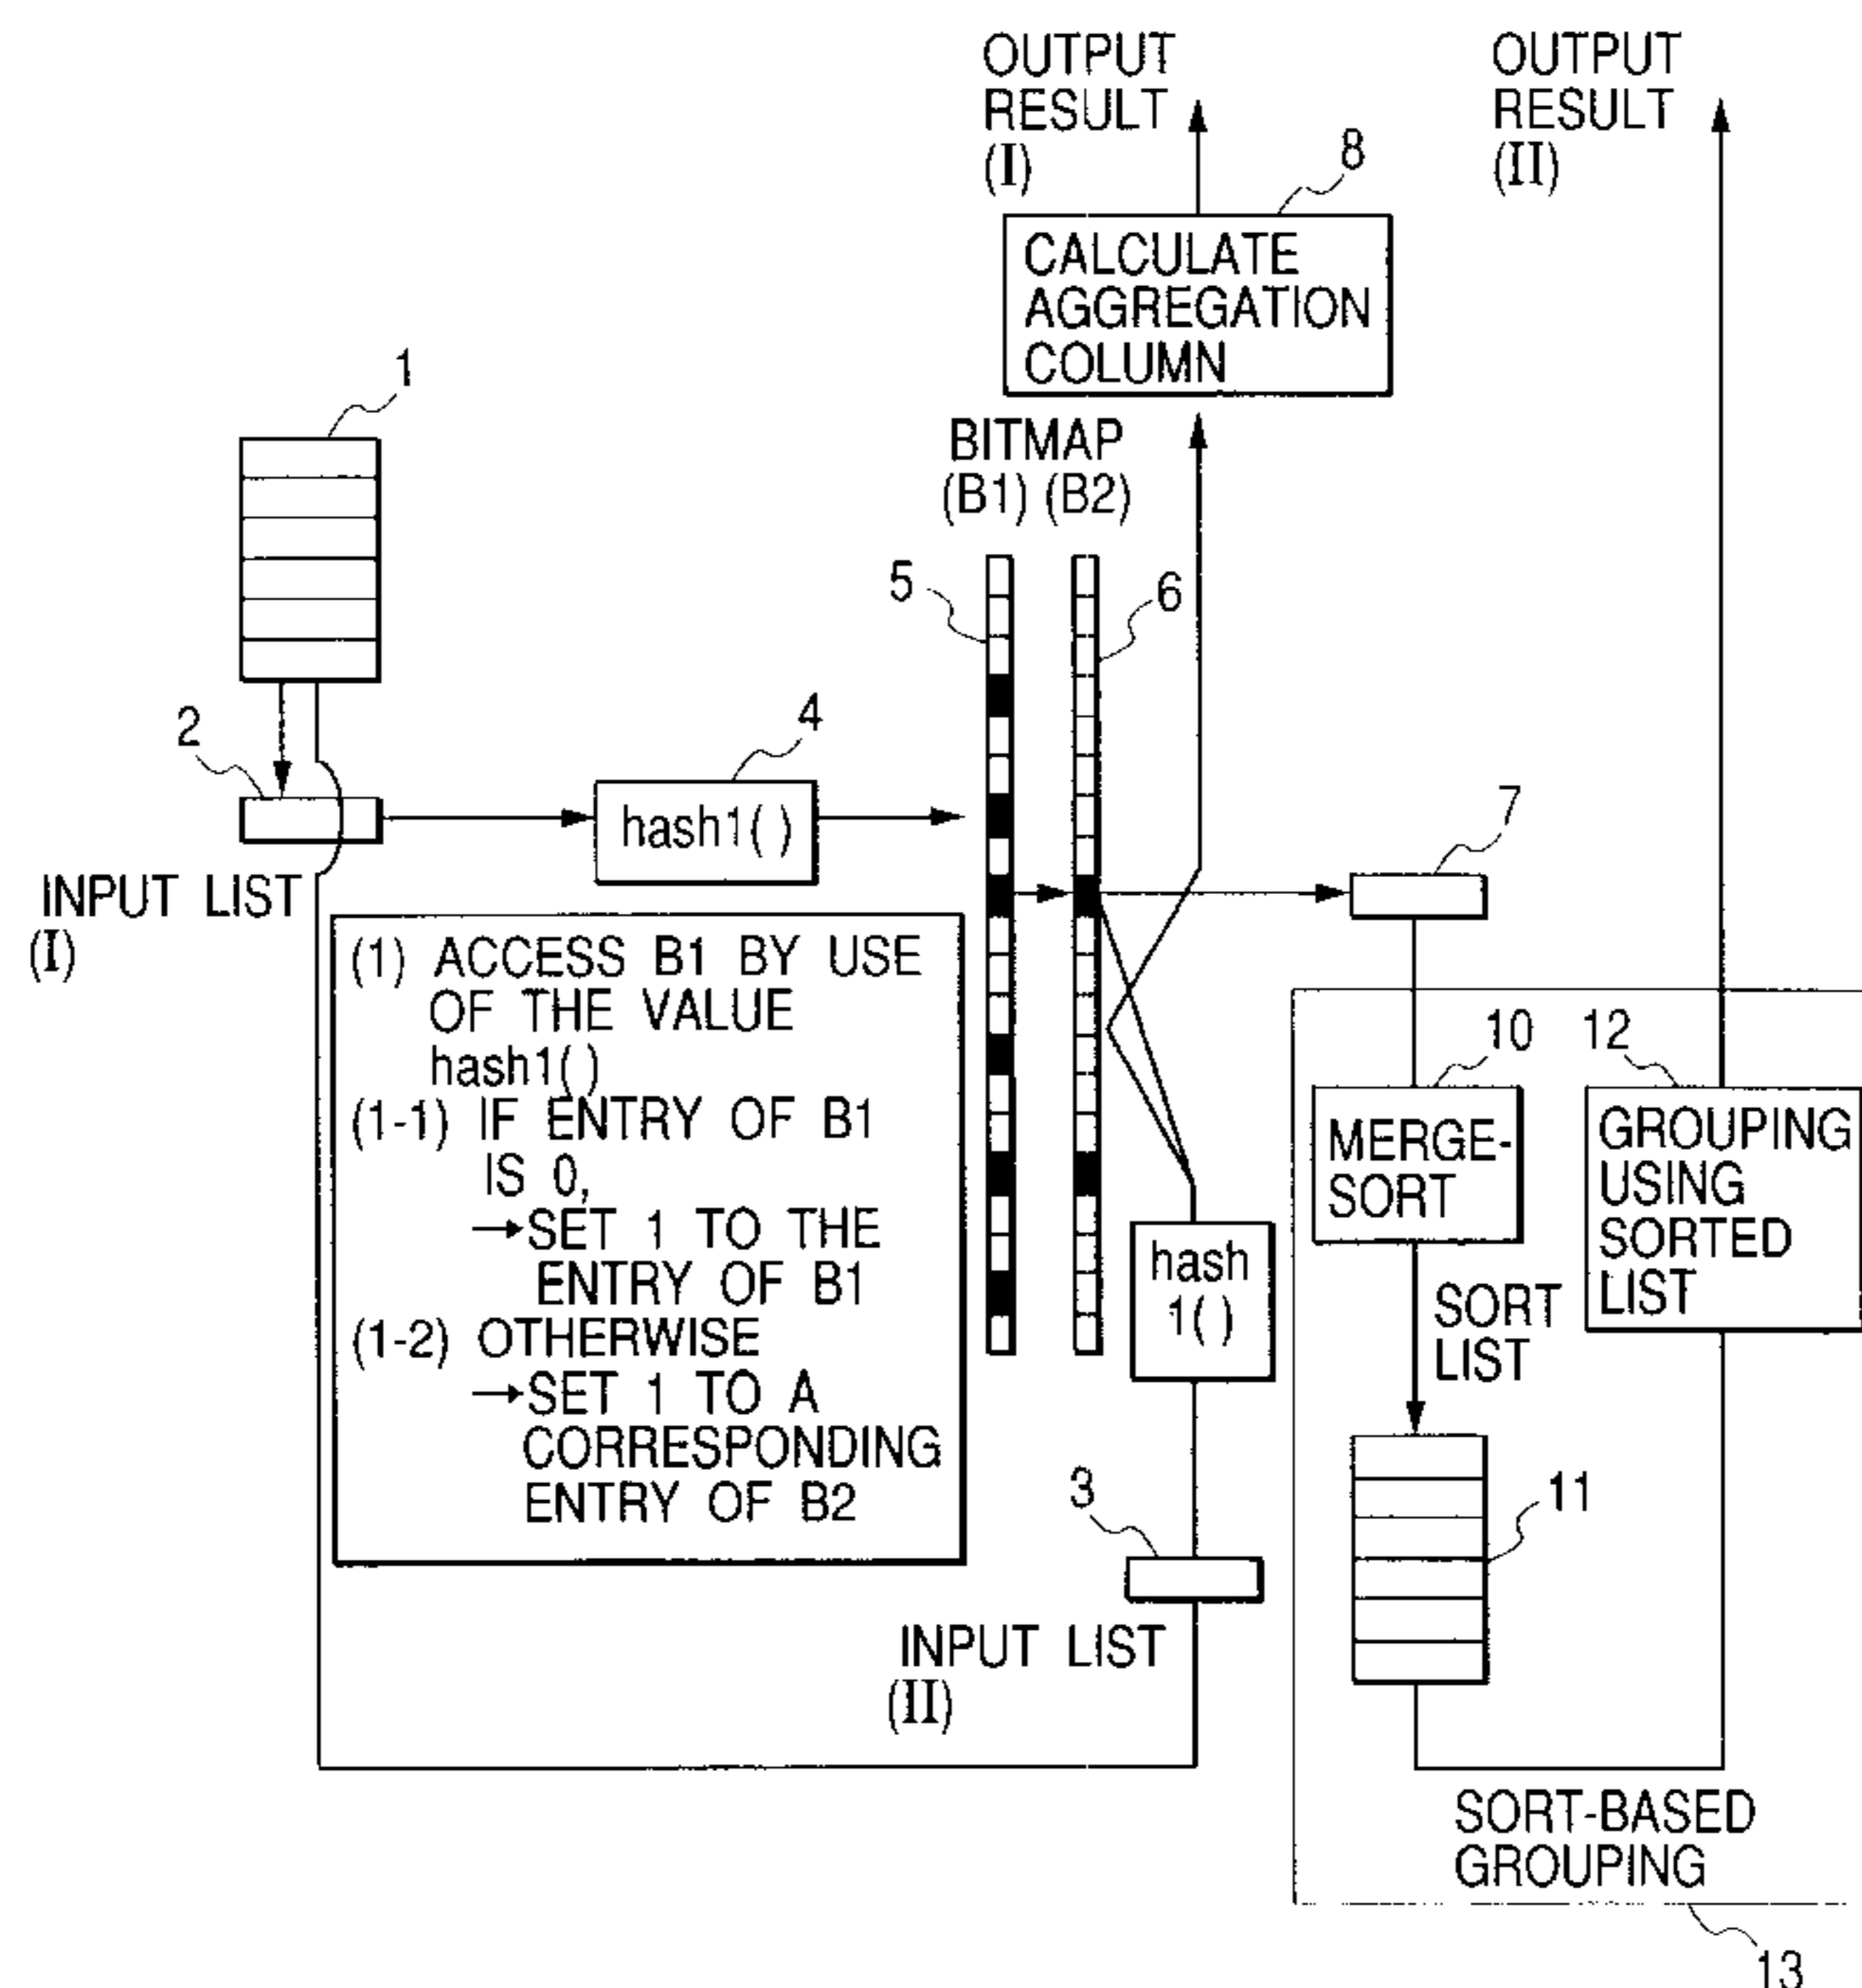 OUTPUT
RESULT
(I)
OUTPUT
RESULT
(II)
8
CALCULATE
AGGREGATION
COLUMN
1
BITMAP
(B1) (B2)
5
6
2
4
hash1( )
7
INPUT LIST
(I)
(1) ACCESS B1 BY USE
OF THE VALUE
hash1()
(1-1) IF ENTRY OF B1
IS 0,
→SET 1 TO THE
ENTRY OF B1
(1-2) OTHERWISE
→SET 1 TO A
CORRESPONDING
ENTRY OF B2
10
12
MERGE-
SORT
GROUPING
USING
SORTED
LIST
hash
1( )
SORT
LIST
3
11
INPUT LIST
(II)
SORT-BASED
GROUPING
13